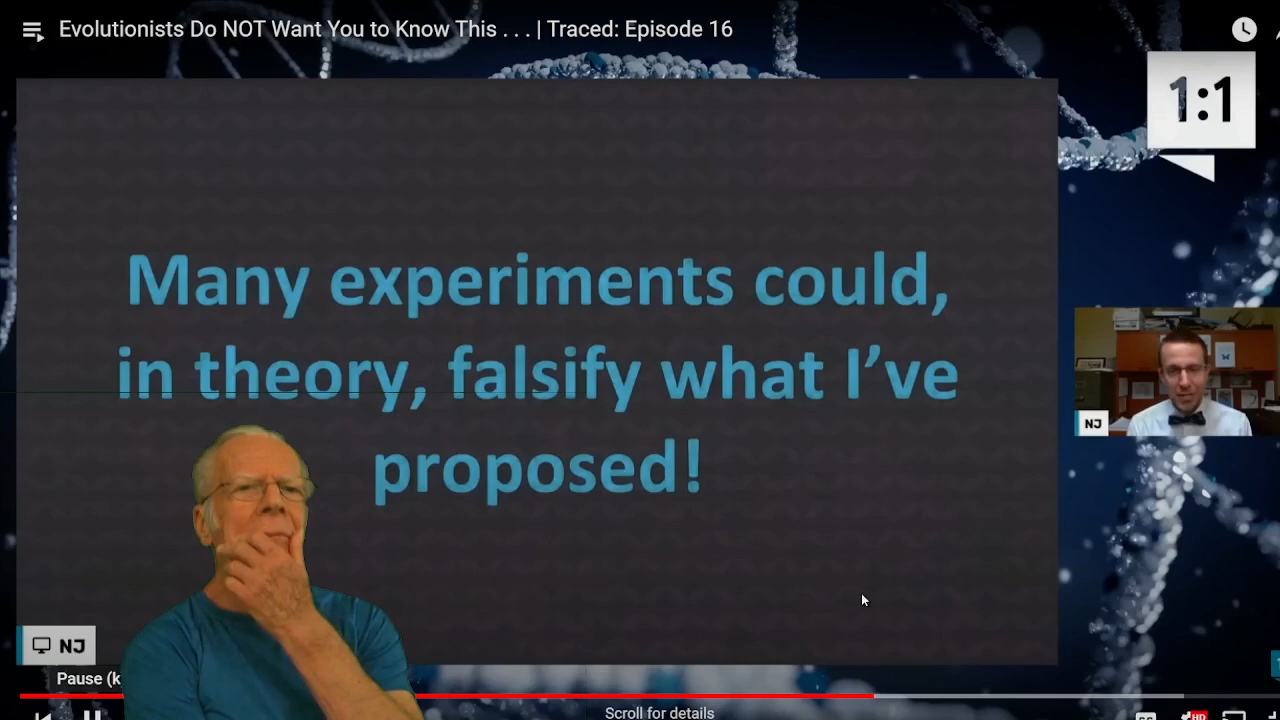 Evolutionists Do NOT Want You to Know This . . . | Traced: Episode 16
1:1
Many experiments could,
in theory, falsify what I've
proposed!
NJ
NJ
Pause (k
Scroll for details
HD